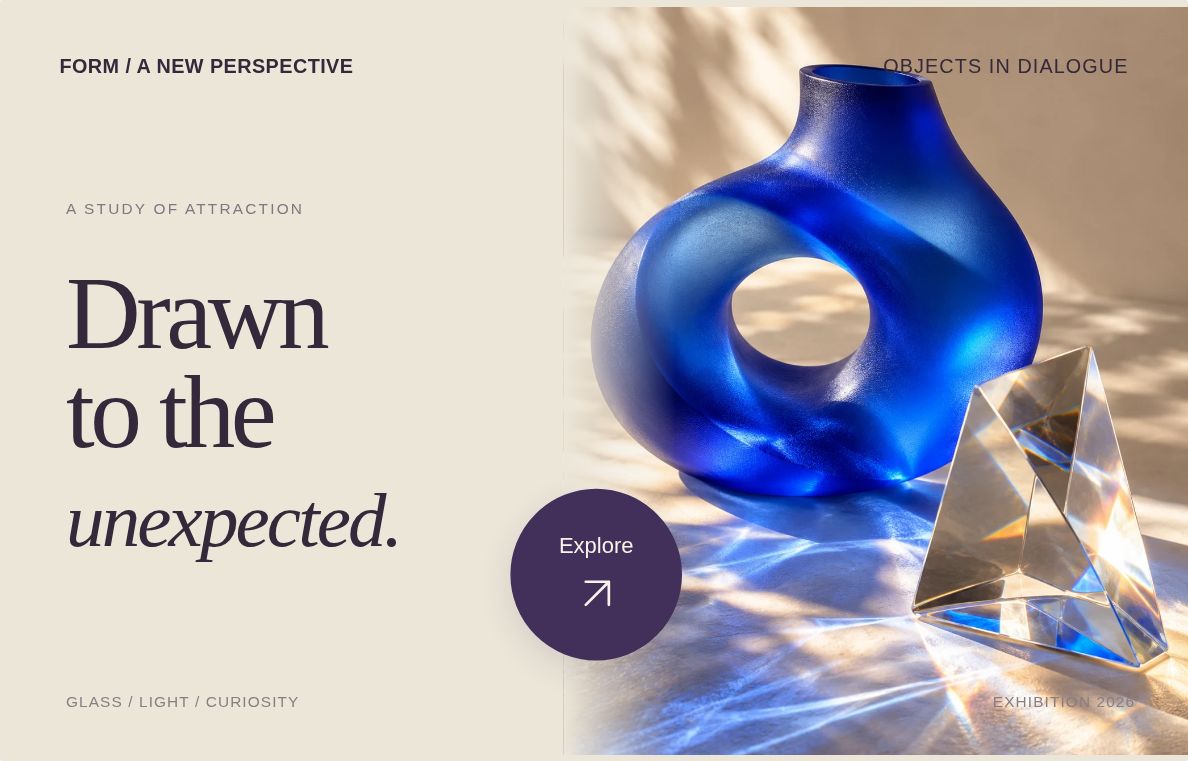 FORM / A NEW PERSPECTIVE
OBJECTS IN DIALOGUE
A STUDY OF ATTRACTION
Drawn
to the
unexpected.
Explore
GLASS / LIGHT / CURIOSITY
EXHIBITION 2026